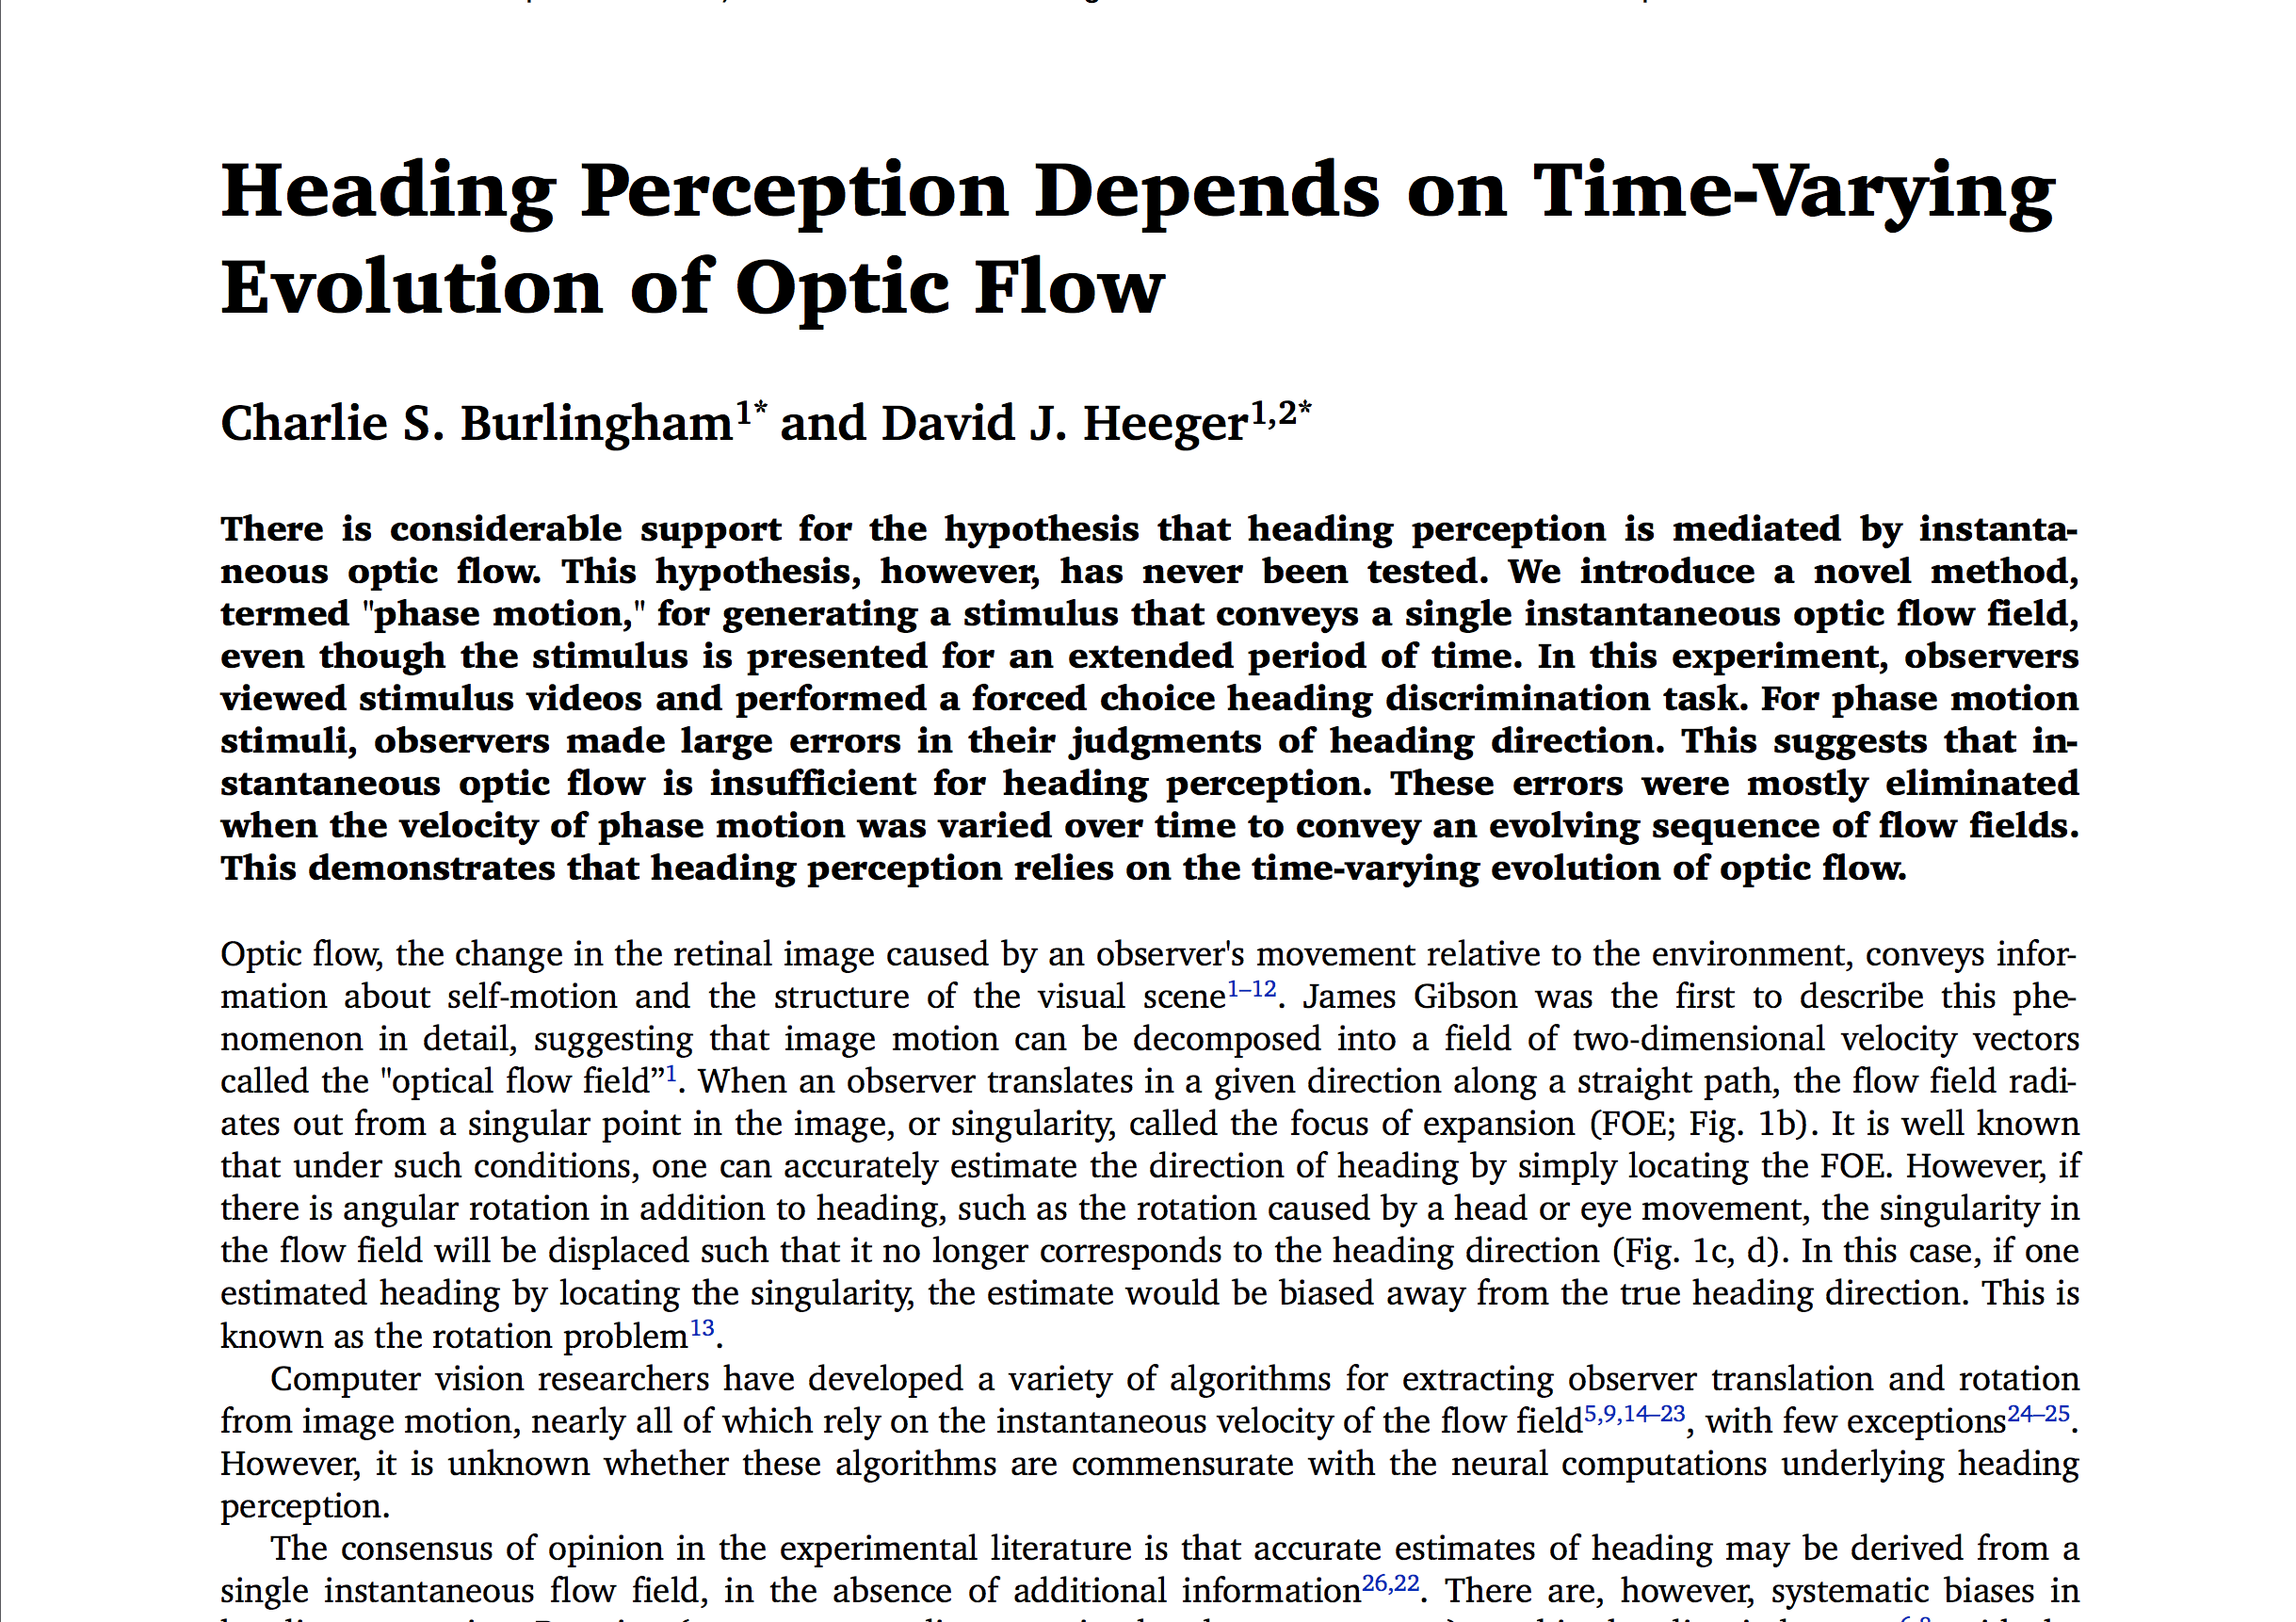 Heading Perception Depends on Time-Varying
Evolution of Optic Flow
Charlie S. Burlingham1* and David J. Heeger1,2*
There is considerable support for the hypothesis that heading perception is mediated by instanta-
neous optic flow. This hypothesis, however, has never been tested. We introduce a novel method,
termed "phase motion," for generating a stimulus that conveys a single instantaneous optic flow field,
even though the stimulus is presented for an extended period of time. In this experiment, observers
viewed stimulus videos and performed a forced choice heading discrimination task. For phase motion
stimuli, observers made large errors in their judgments of heading direction. This suggests that in-
stantaneous optic flow is insufficient for heading perception. These errors were mostly eliminated
when the velocity of phase motion was varied over time to convey an evolving sequence of flow fields.
This demonstrates that heading perception relies on the time-varying evolution of optic flow.
Optic flow, the change in the retinal image caused by an observer's movement relative to the environment, conveys infor-
mation about self-motion and the structure of the visual scene1–12. James Gibson was the first to describe this phe-
nomenon in detail, suggesting that image motion can be decomposed into a field of two-dimensional velocity vectors
called the "optical flow field”1. When an observer translates in a given direction along a straight path, the flow field radi-
ates out from a singular point in the image, or singularity, called the focus of expansion (FOE; Fig. 1b). It is well known
that under such conditions, one can accurately estimate the direction of heading by simply locating the FOE. However, if
there is angular rotation in addition to heading, such as the rotation caused by a head or eye movement, the singularity in
the flow field will be displaced such that it no longer corresponds to the heading direction (Fig. 1c, d). In this case, if one
estimated heading by locating the singularity, the estimate would be biased away from the true heading direction. This is
known as the rotation problem13.
Computer vision researchers have developed a variety of algorithms for extracting observer translation and rotation
from image motion, nearly all of which rely on the instantaneous velocity of the flow field5,9,14–23, with few exceptions24–25.
However, it is unknown whether these algorithms are commensurate with the neural computations underlying heading
perception.
The consensus of opinion in the experimental literature is that accurate estimates of heading may be derived from a
single instantaneous flow field, in the absence of additional information26,22. There are, however, systematic biases in